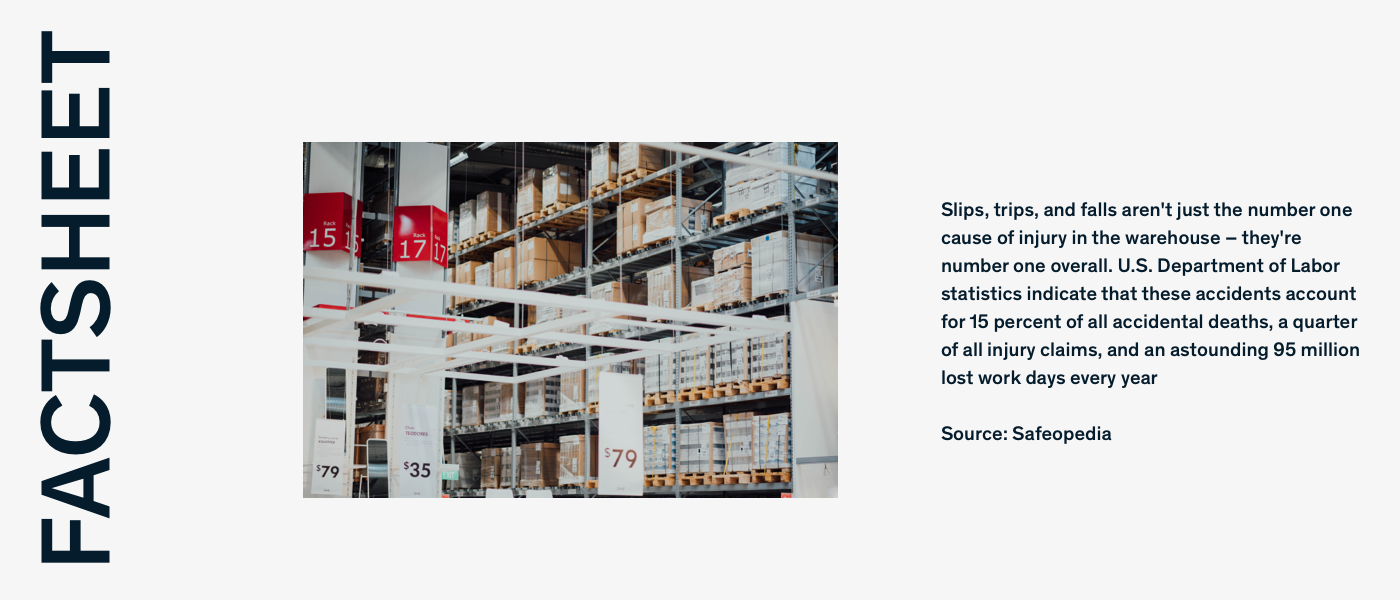 FACTSHEET
Rack
15
15
Rack
17
17
$79
$35
$79
Slips, trips, and falls aren't just the number one
cause of injury in the warehouse – they're
number one overall. U.S. Department of Labor
statistics indicate that these accidents account
for 15 percent of all accidental deaths, a quarter
of all injury claims, and an astounding 95 million
lost work days every year
Source: Safeopedia